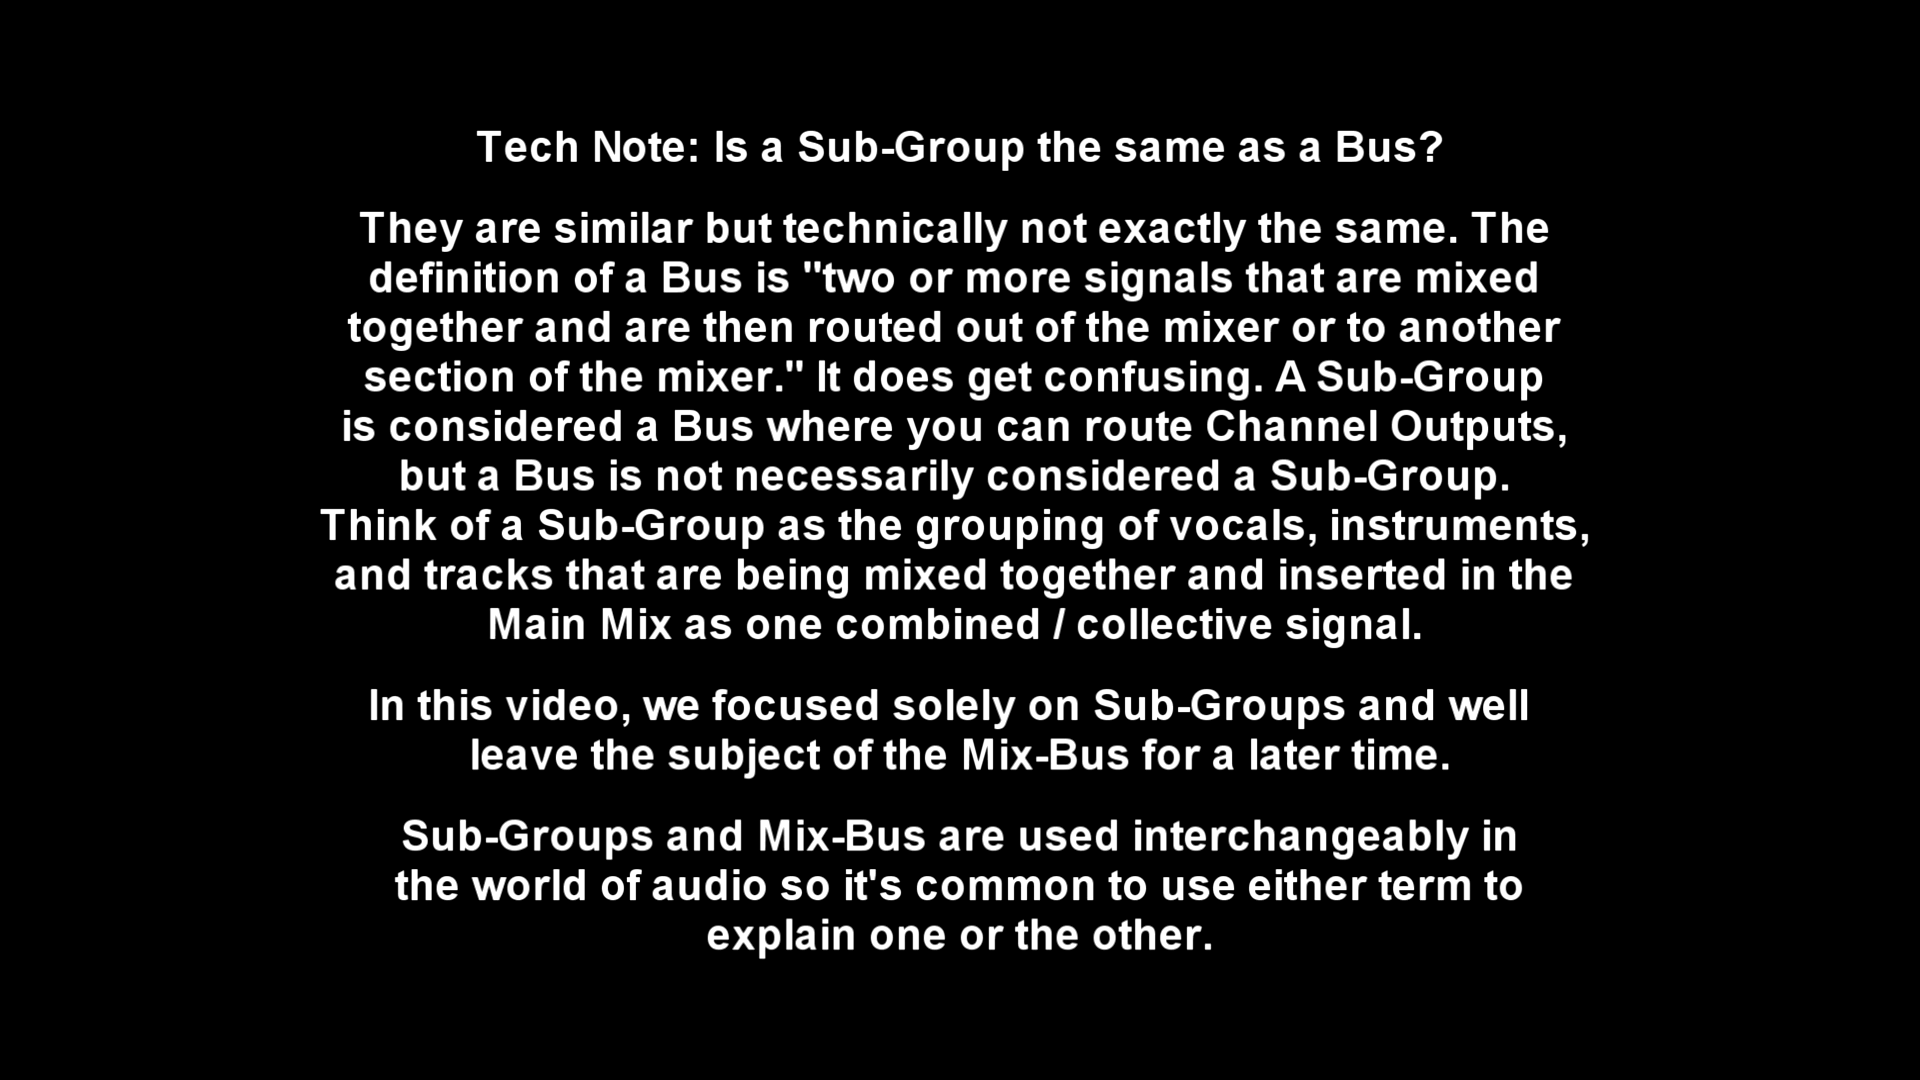 Tech Note: Is a Sub-Group the same as a Bus?
They are similar but technically not exactly the same. The
definition of a Bus is "two or more signals that are mixed
together and are then routed out of the mixer or to another
section of the mixer." It does get confusing. A Sub-Group
is considered a Bus where you can route Channel Outputs,
but a Bus is not necessarily considered a Sub-Group.
Think of a Sub-Group as the grouping of vocals, instruments,
and tracks that are being mixed together and inserted in the
Main Mix as one combined / collective signal.
In this video, we focused solely on Sub-Groups and well
leave the subject of the Mix-Bus for a later time.
Sub-Groups and Mix-Bus are used interchangeably in
the world of audio so it's common to use either term to
explain one or the other.